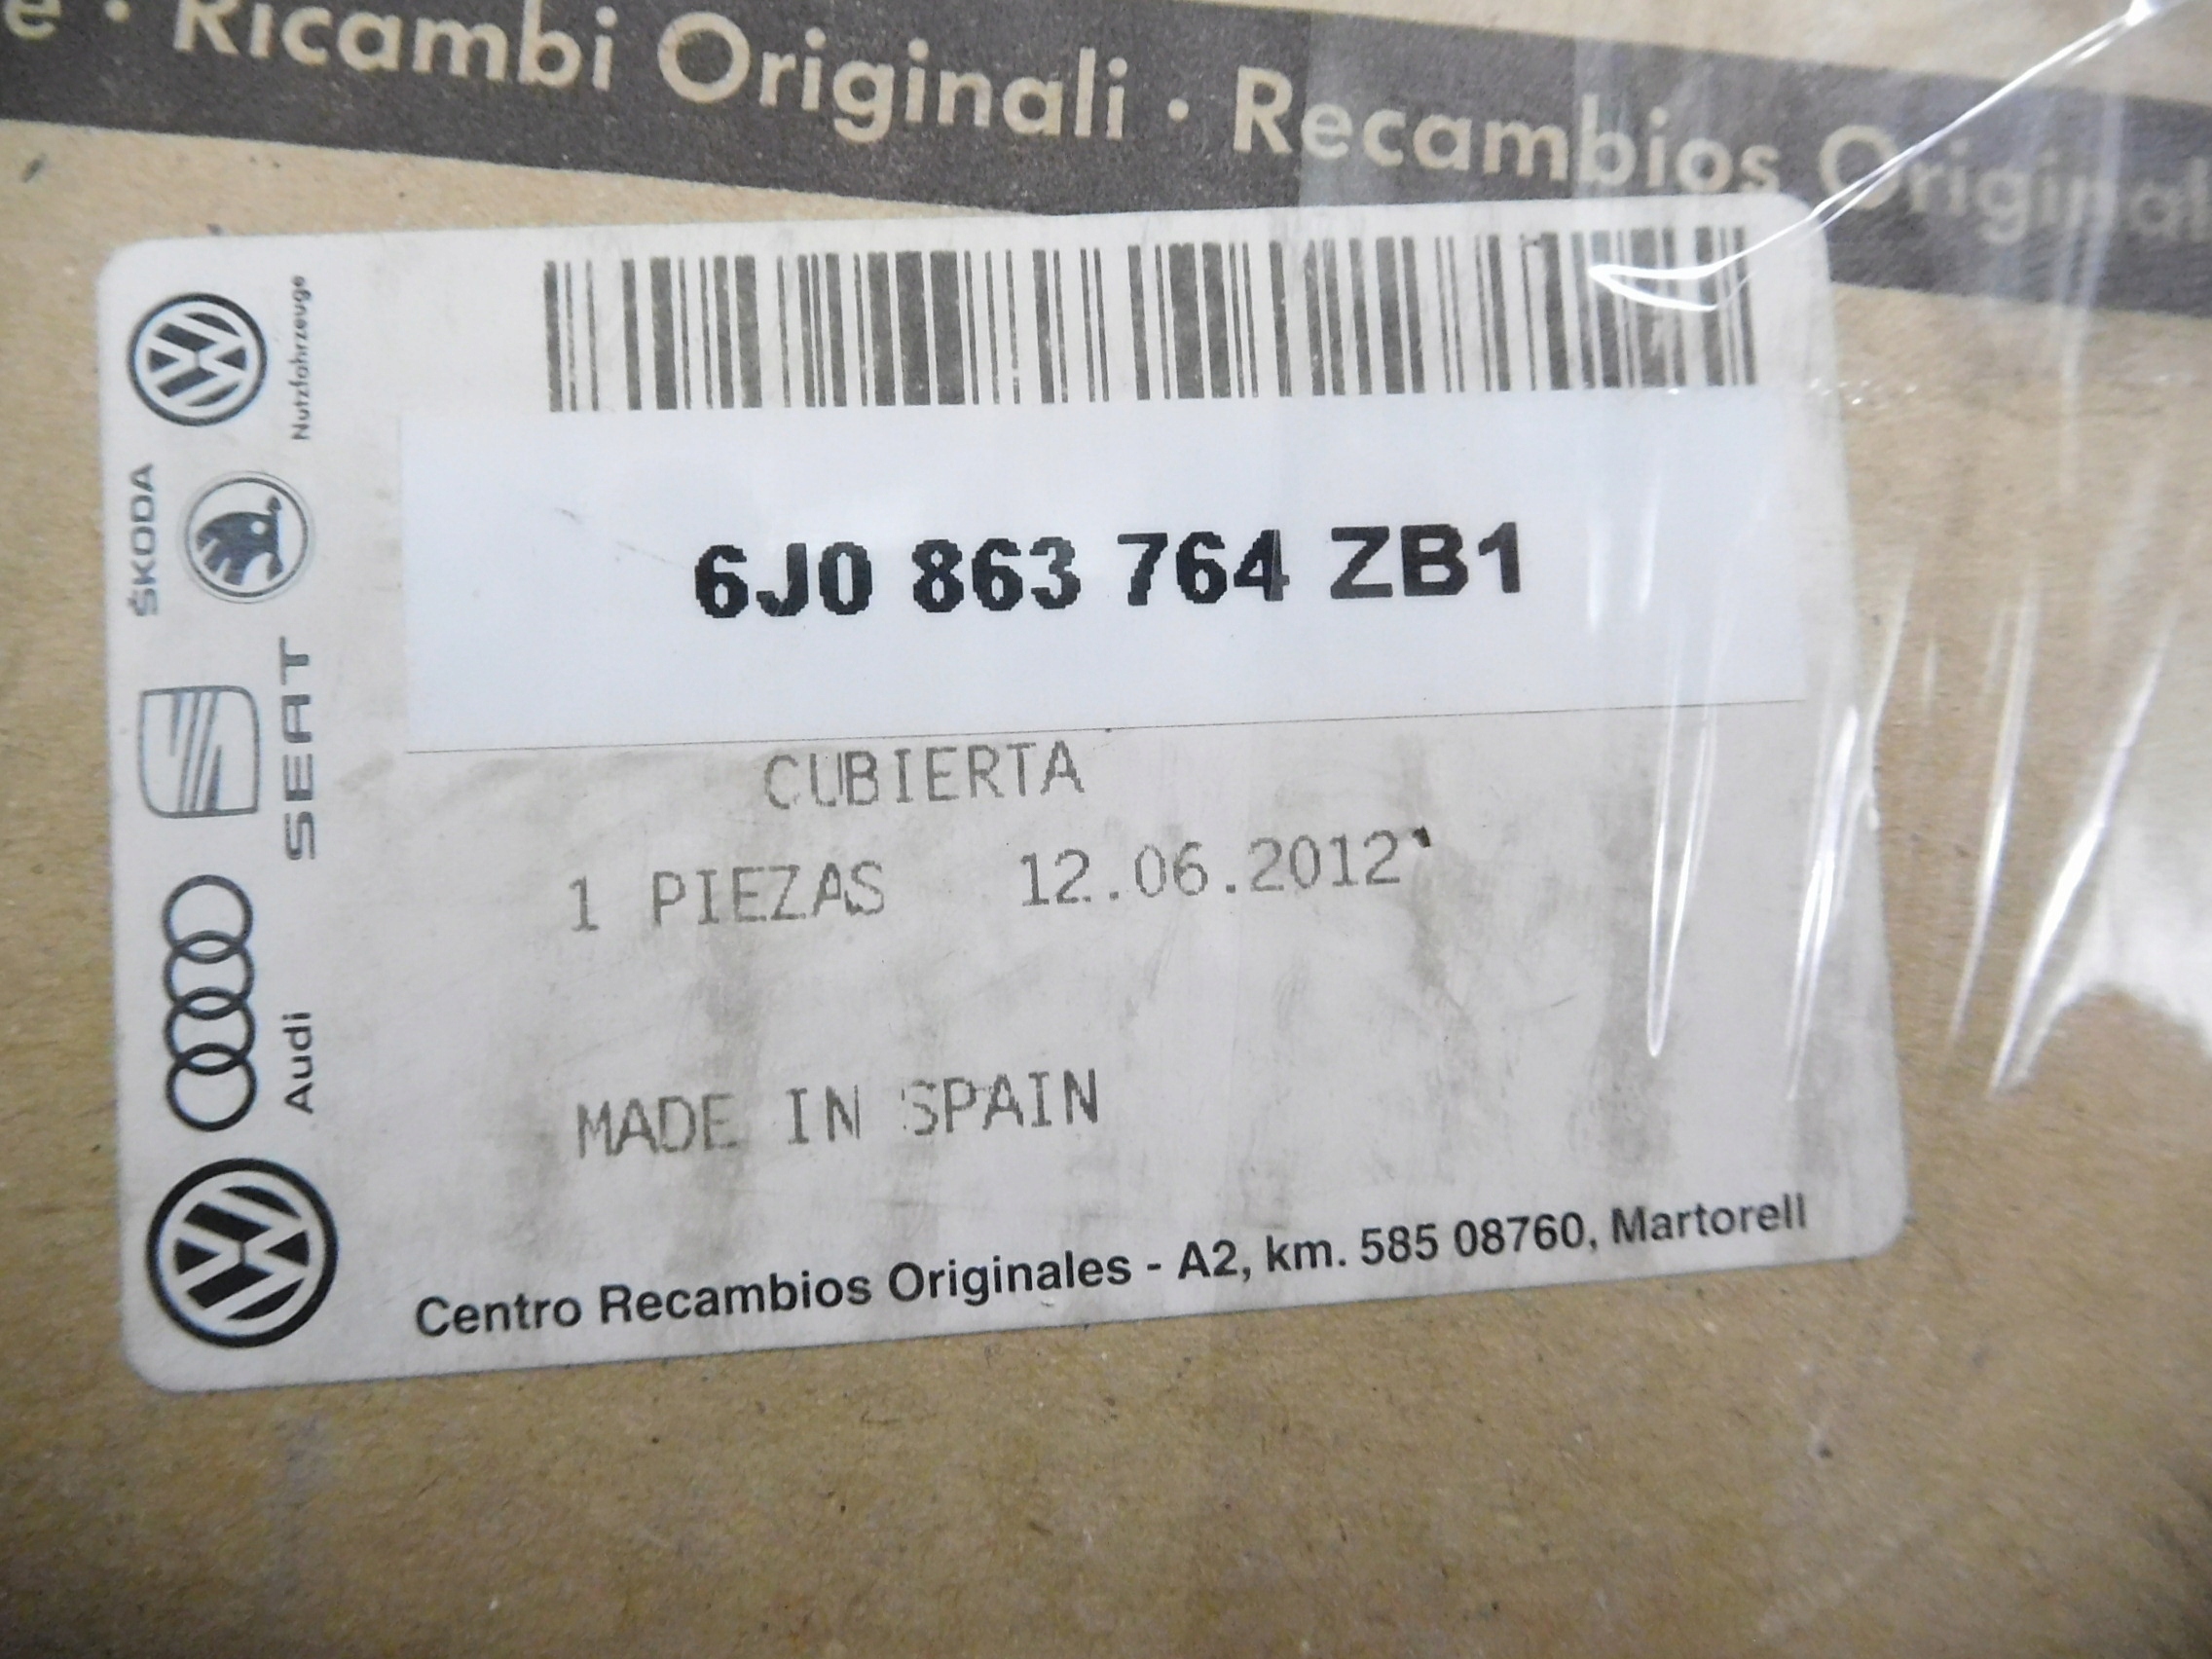 e · Ricambi Originali · Recambios Original
Nutzfahrzeuge
ŠKODA
SEAT
Audi
6J0 863 764 ZB1
CUBIERTA
1 PIEZAS 12.06.2012
MADE IN SPAIN
Centro Recambios Originales - A2, km. 585 08760, Martorell